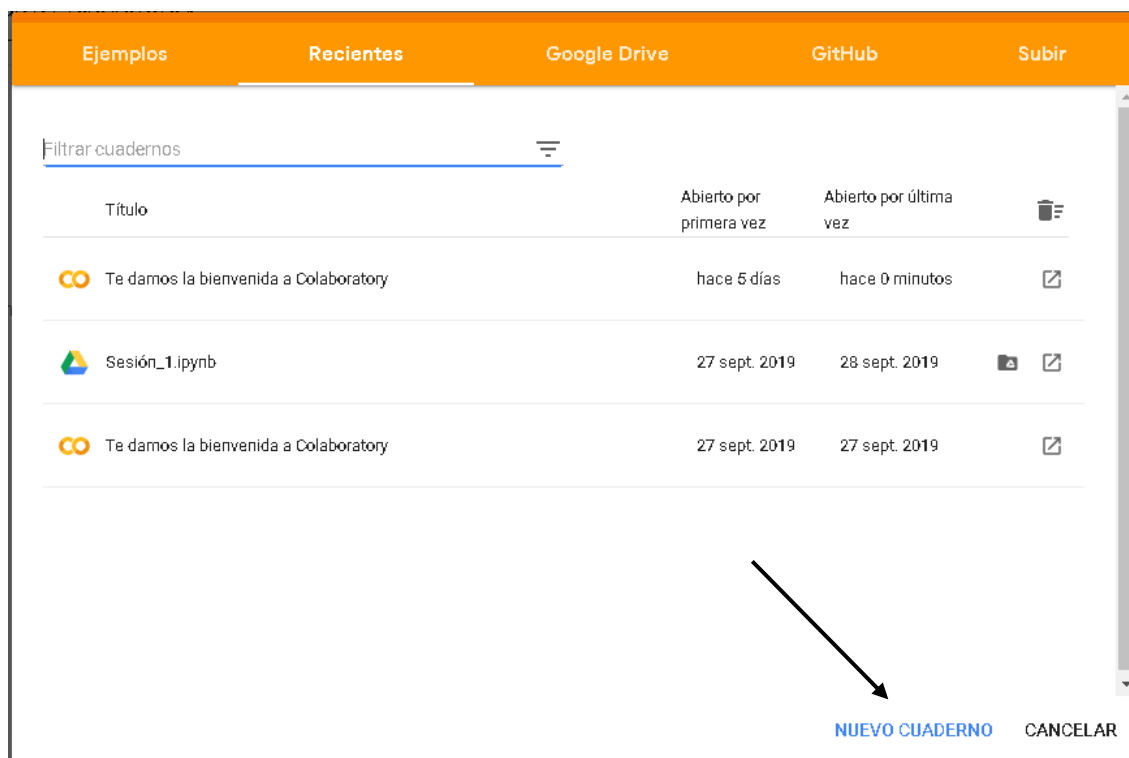 Ejemplos Recientes Google Drive GitHub Subir
Filtrar cuadernos
Título Abierto por primera vez Abierto por última vez
Te damos la bienvenida a Colaboratory hace 5 días hace 0 minutos
Sesión_1.ipynb 27 sept. 2019 28 sept. 2019
Te damos la bienvenida a Colaboratory 27 sept. 2019 27 sept. 2019
NUEVO CUADERNO CANCELAR